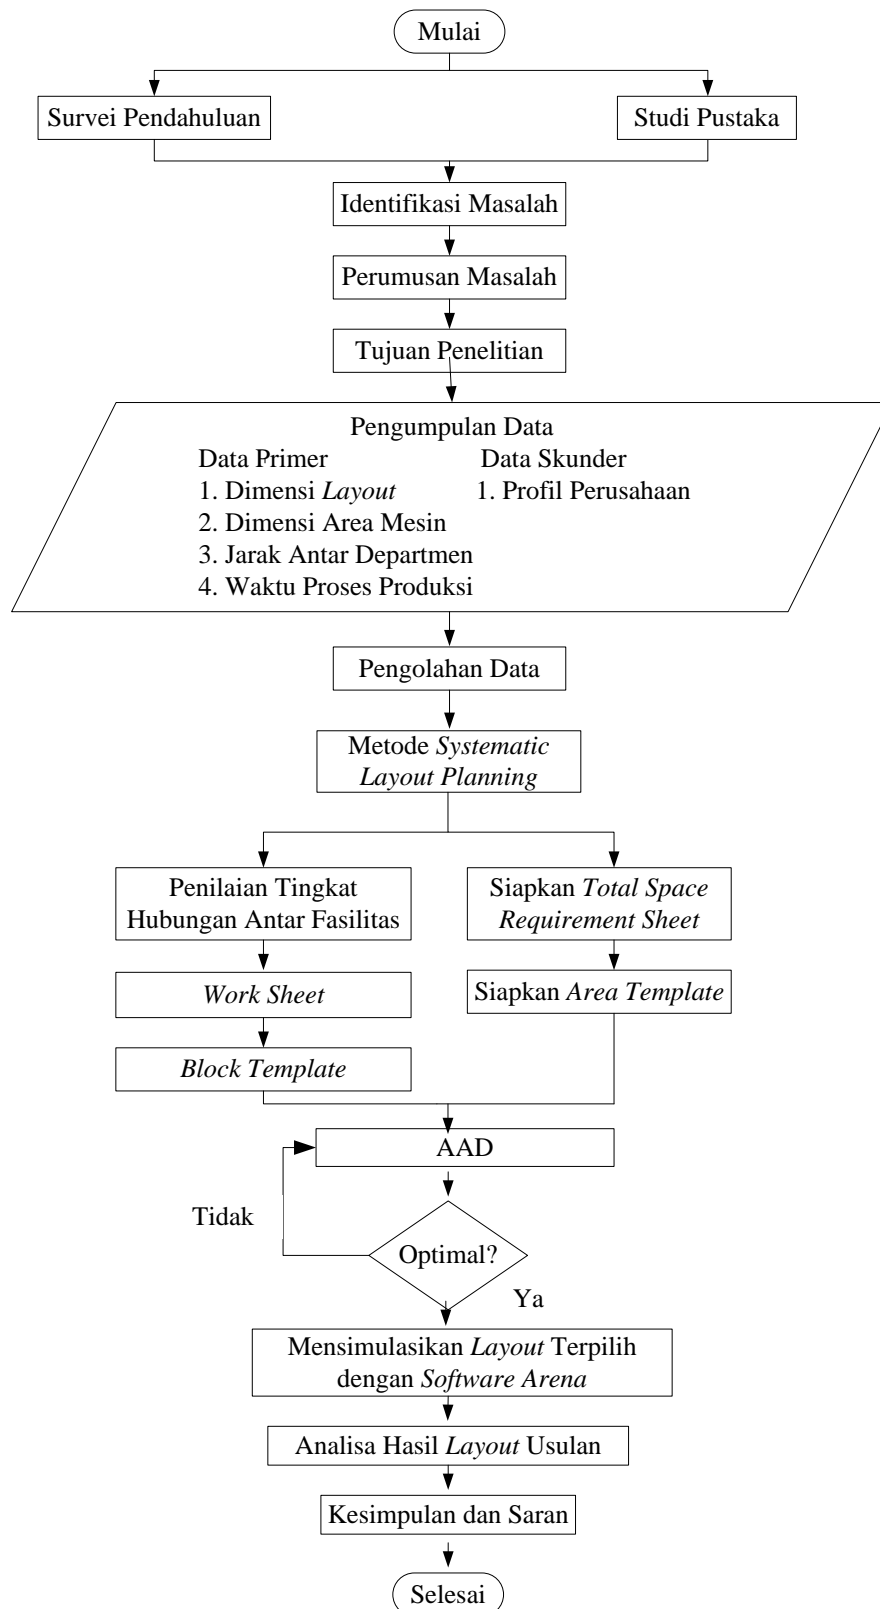 Mulai
Survei Pendahuluan
Studi Pustaka
Identifikasi Masalah
Perumusan Masalah
Tujuan Penelitian
Pengumpulan Data
Data Primer
Data Skunder
1. Dimensi Layout
1. Profil Perusahaan
2. Dimensi Area Mesin
3. Jarak Antar Departmen
4. Waktu Proses Produksi
Pengolahan Data
Metode Systematic
Layout Planning
Penilaian Tingkat
Hubungan Antar Fasilitas
Siapkan Total Space
Requirement Sheet
Work Sheet
Siapkan Area Template
Block Template
AAD
Tidak
Optimal?
Ya
Mensimulasikan Layout Terpilih
dengan Software Arena
Analisa Hasil Layout Usulan
Kesimpulan dan Saran
Selesai